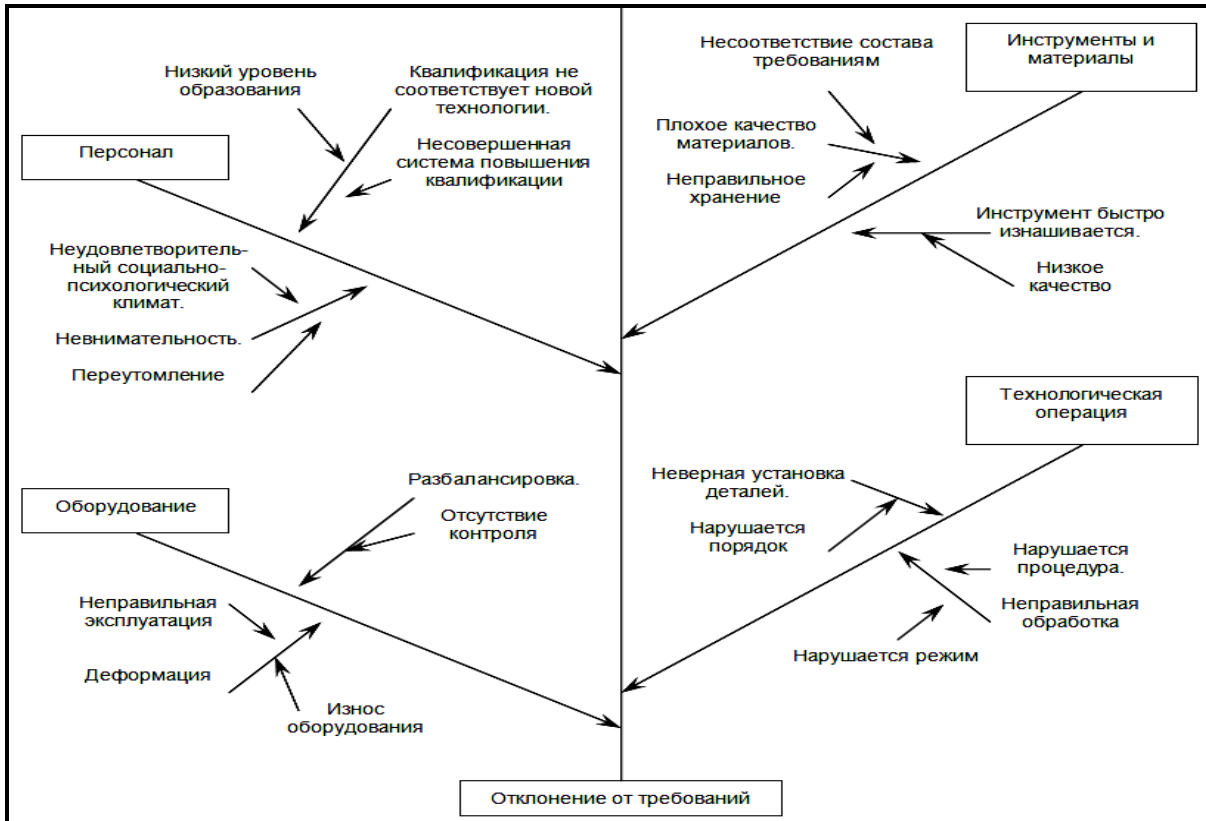 Несоответствие состава
требованиям
Инструменты и
материалы
Низкий уровень
образования
Квалификация не
соответствует новой
технологии.
Плохое качество
материалов.
Персонал
Несовершенная
система повышения
квалификации
Неправильное
хранение
Инструмент быстро
изнашивается.
Неудовлетворитель-
ный социально-
психологический
климат.
Низкое
качество
Невнимательность.
Переутомление
Технологическая
операция
Разбалансировка.
Неверная установка
деталей.
Оборудование
Отсутствие
контроля
Нарушается
порядок
Нарушается
процедура.
Неправильная
эксплуатация
Неправильная
обработка
Нарушается режим
Деформация
Износ
оборудования
Отклонение от требований